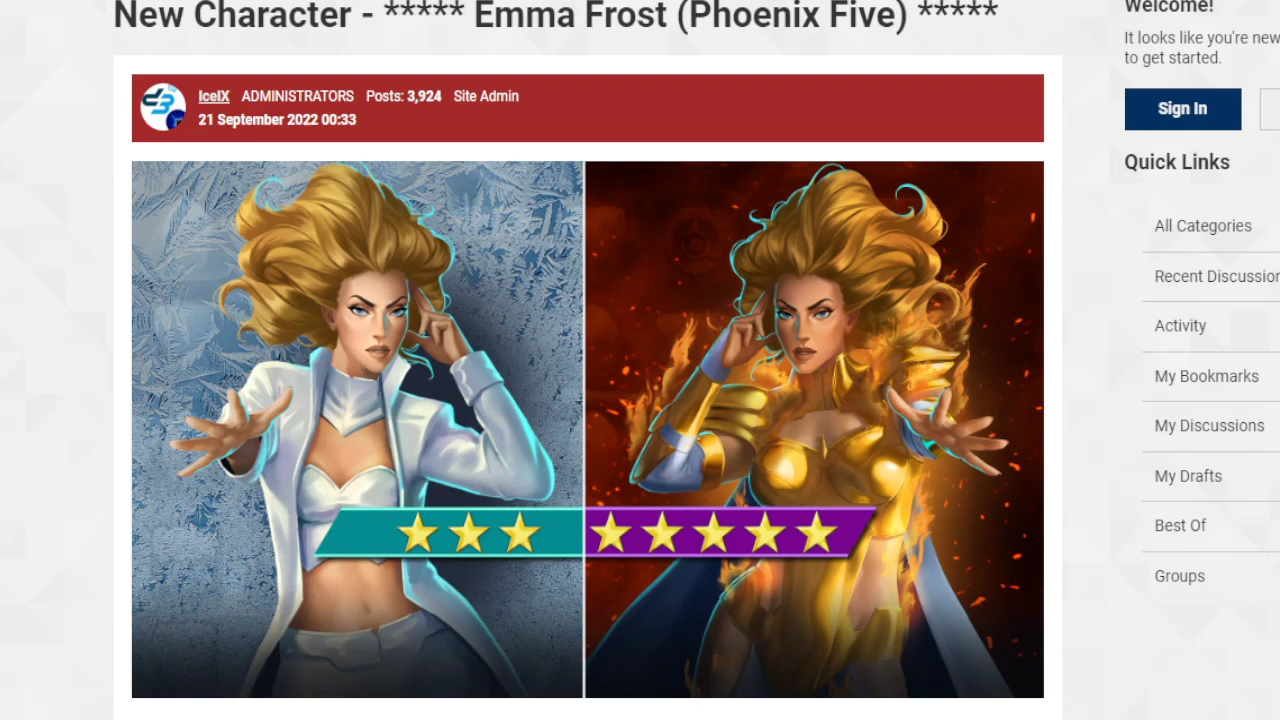 New Character - ***** Emma Frost (Phoenix Five) *****
IceIX ADMINISTRATORS Posts: 3,924 Site Admin
21 September 2022 00:33
Welcome!
It looks like you're new
to get started.
Sign In
Quick Links
All Categories
Recent Discussion
Activity
My Bookmarks
My Discussions
My Drafts
Best Of
Groups